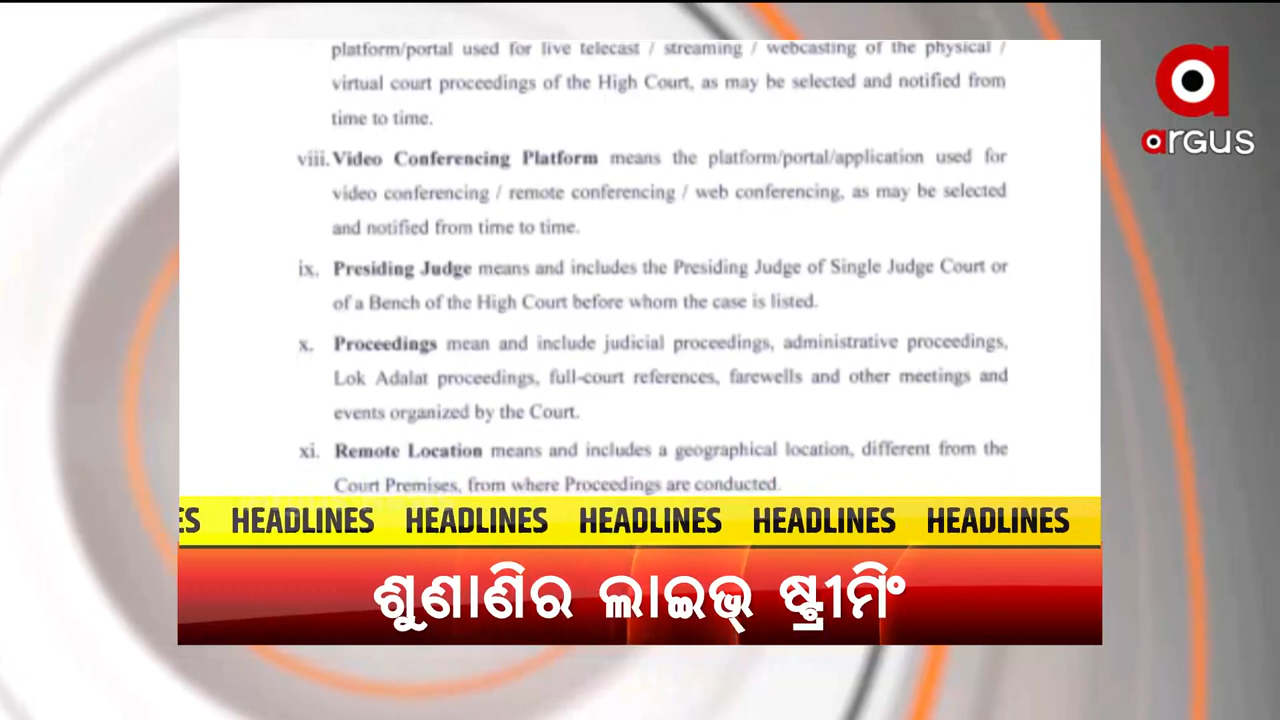 platform/portal used for live telecast / streaming / webcasting of the physical /
virtual court proceedings of the High Court, as may be selected and notified from
time to time.
viii. Video Conferencing Platform means the platform/portal/application used for
video conferencing / remote conferencing / web conferencing, as may be selected
and notified from time to time.
ix. Presiding Judge means and includes the Presiding Judge of Single Judge Court or
of a Bench of the High Court before whom the case is listed.
x. Proceedings mean and include judicial proceedings, administrative proceedings,
Lok Adalat proceedings, full-court references, farewells and other meetings and
events organized by the Court.
xi. Remote Location means and includes a geographical location, different from the
Court Premises, from where Proceedings are conducted.
argus
ES HEADLINES HEADLINES HEADLINES HEADLINES HEADLINES
ଶୁଣାଣିର ଲାଇଭ୍ ଷ୍ଟ୍ରୀମିଂ